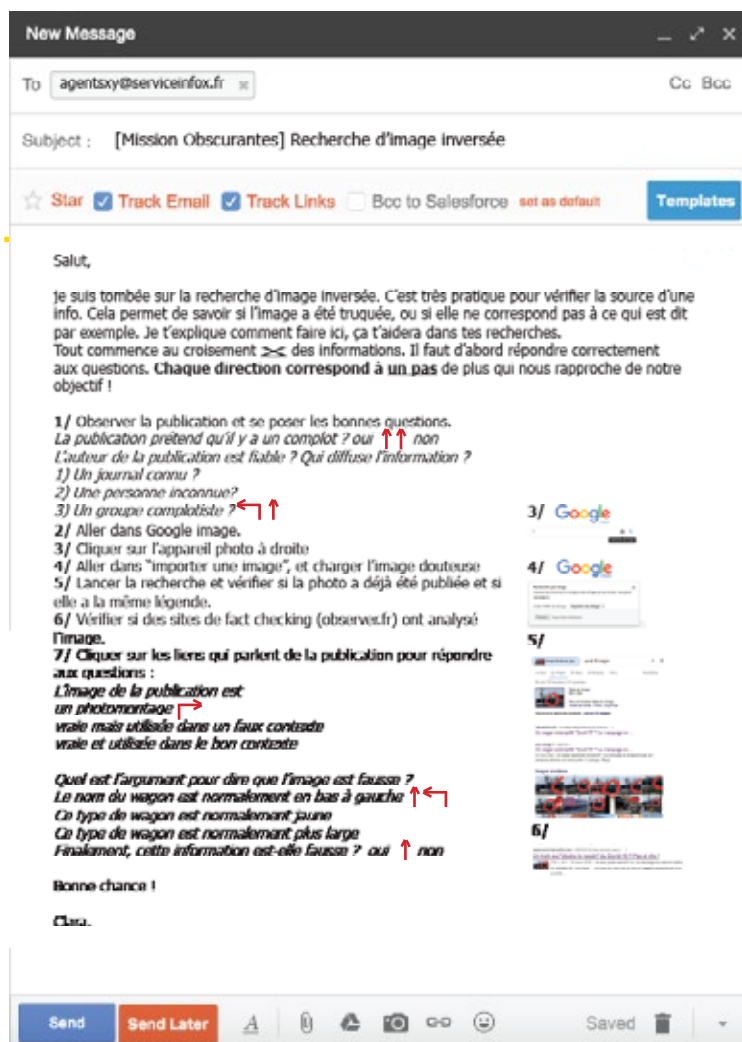 New Message
To agentsxy@serviceinfox.fr × Cc Bcc
Subject : [Mission Obscurantes] Recherche d'image inversée
Star Track Email Track Links Bcc to Salesforce set as default Templates
Salut,
je suis tombée sur la recherche d'image inversée. C'est très pratique pour vérifier la source d'une
info. Cela permet de savoir si l'image a été truquée, ou si elle ne correspond pas à ce qui est dit
par exemple. Je t'explique comment faire ici, ça t'aidera dans tes recherches.
Tout commence au croisement des informations. Il faut d'abord répondre correctement
aux questions. Chaque direction correspond à un pas de plus qui nous rapproche de notre
objectif !
1/ Observer la publication et se poser les bonnes questions.
La publication prétend qu'il y a un complot ? oui ↑↑ non
L'auteur de la publication est fiable ? Qui diffuse l'information ?
1) Un journal connu ?
2) Une personne inconnue?
3) Un groupe complotiste ?
2/ Aller dans Google image.
3/ Cliquer sur l'appareil photo à droite
4/ Aller dans "importer une image", et charger l'image douteuse
5/ Lancer la recherche et vérifier si la photo a déjà été publiée et si
elle a la même légende.
6/ Vérifier si des sites de fact checking (observer.fr) ont analysé
l'image.
7/ Cliquer sur les liens qui parlent de la publication pour répondre
aux questions :
L'image de la publication est
un photomontage
vraie mais utilisée dans un faux contexte
vraie et utilisée dans le bon contexte
Quel est l'argument pour dire que l'image est fausse ?
Le nom du wagon est normalement en bas à gauche
Ce type de wagon est normalement jaune
Ce type de wagon est normalement plus large
Finalement, cette information est-elle fausse ? oui ↑ non
Bonne chance !
Clara.
3/ Google
4/ Google
5/
6/
Send Send Later A Saved